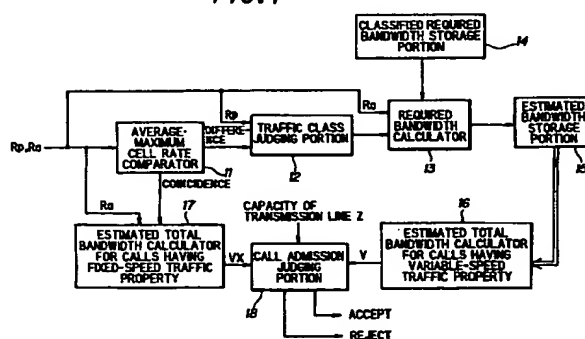 CLASSIFIED REQUIRED
BANDWIDTH STORAGE
PORTION
14
Rp,Ra
Ra
Rp
Ra
AVERAGE-
MAXIMUM
CELL RATE
COMPARATOR
11
DIFFERE-
NCE
TRAFFIC CLASS
JUDGING PORTION
12
REQUIRED
BANDWIDTH
CALCULATOR
13
ESTIMATED
BANDWIDTH
STORAGE
PORTION
15
COINCIDENCE
17
ESTIMATED TOTAL
BANDWIDTH CALCULATOR
FOR CALLS HAVING
FIXED-SPEED TRAFFIC
PROPERTY
VX
CAPACITY OF
TRANSMISSION LINE Z
CALL ADMISSION
JUDGING
PORTION
18
V
16
ESTIMATED TOTAL
BANDWIDTH CALCULATOR
FOR CALLS HAVING
VARIABLE-SPEED
TRAFFIC PROPERTY
ACCEPT
REJECT